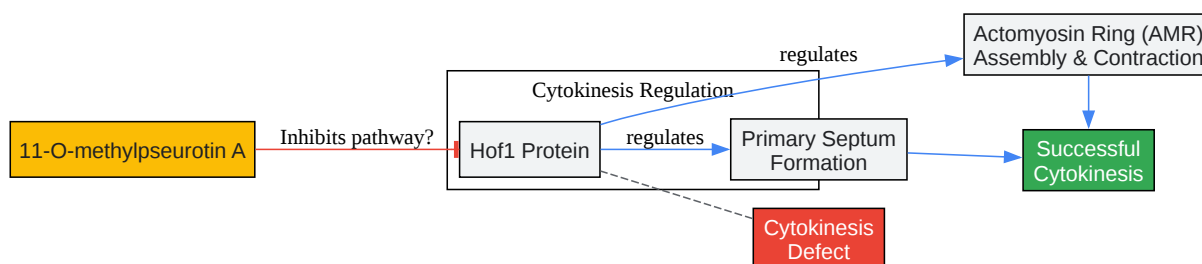 11-O-methylpseurotin A
Inhibits pathway?
Cytokinesis Regulation
Hof1 Protein
regulates
regulates
Primary Septum
Formation
Actomyosin Ring (AMR)
Assembly & Contraction
Successful
Cytokinesis
Cytokinesis
Defect